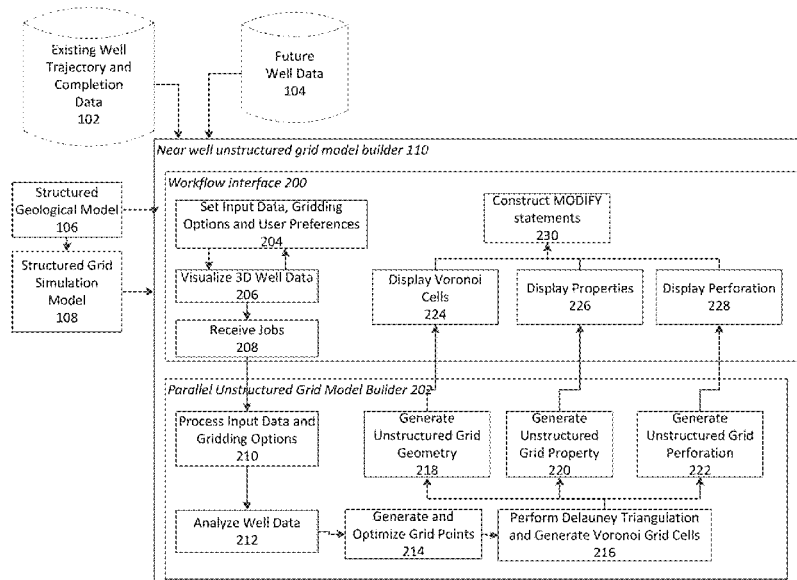 Existing Well
Trajectory and
Completion
Data
102
Future
Well Data
104
Near well unstructured grid model builder 110
Workflow interface 200
Structured
Geological Model
106
Structured Grid
Simulation Model
108
Set Input Data, Gridding
Options and User Preferences
204
Visualize 3D Well Data
206
Receive Jobs
208
Construct MODIFY
statements
230
Display Voronoi
Cells
224
Display Properties
226
Display Perforation
228
Parallel Unstructured Grid Model Builder 202
Process Input Data and
Gridding Options
210
Generate
Unstructured Grid
Geometry
218
Generate
Unstructured
Grid Property
220
Generate
Unstructured Grid
Perforation
222
Analyze Well Data
212
Generate and
Optimize Grid Points
214
Perform Delauney Triangulation
and Generate Voronoi Grid Cells
216